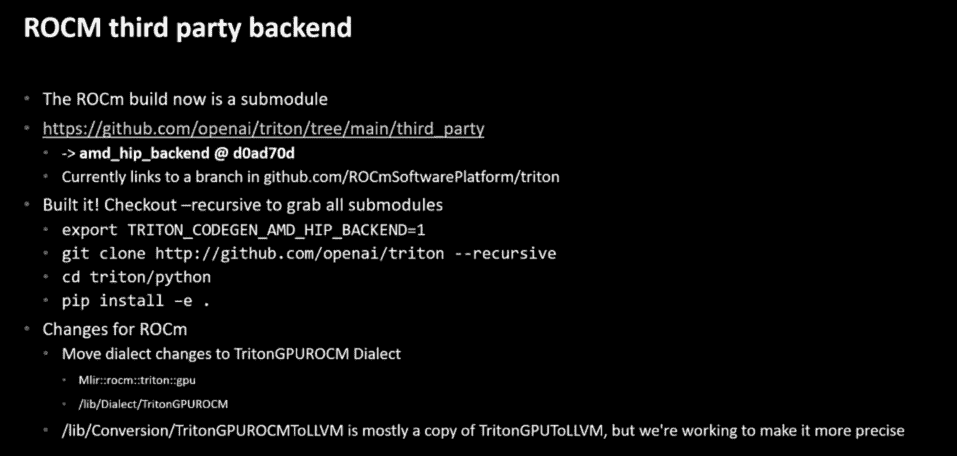 ROCM third party backend
The ROCm build now is a submodule
https://github.com/openai/triton/tree/main/third_party
-> amd_hip_backend @ d0ad70d
Currently links to a branch in github.com/ROCmSoftwarePlatform/triton
Built it! Checkout –recursive to grab all submodules
export TRITON_CODEGEN_AMD_HIP_BACKEND=1
git clone http://github.com/openai/triton --recursive
cd triton/python
pip install –e .
Changes for ROCm
Move dialect changes to TritonGPUROCM Dialect
Mlir::rocm::triton::gpu
/lib/Dialect/TritonGPUROCM
/lib/Conversion/TritonGPUROCMToLLVM is mostly a copy of TritonGPUToLLVM, but we're working to make it more precise